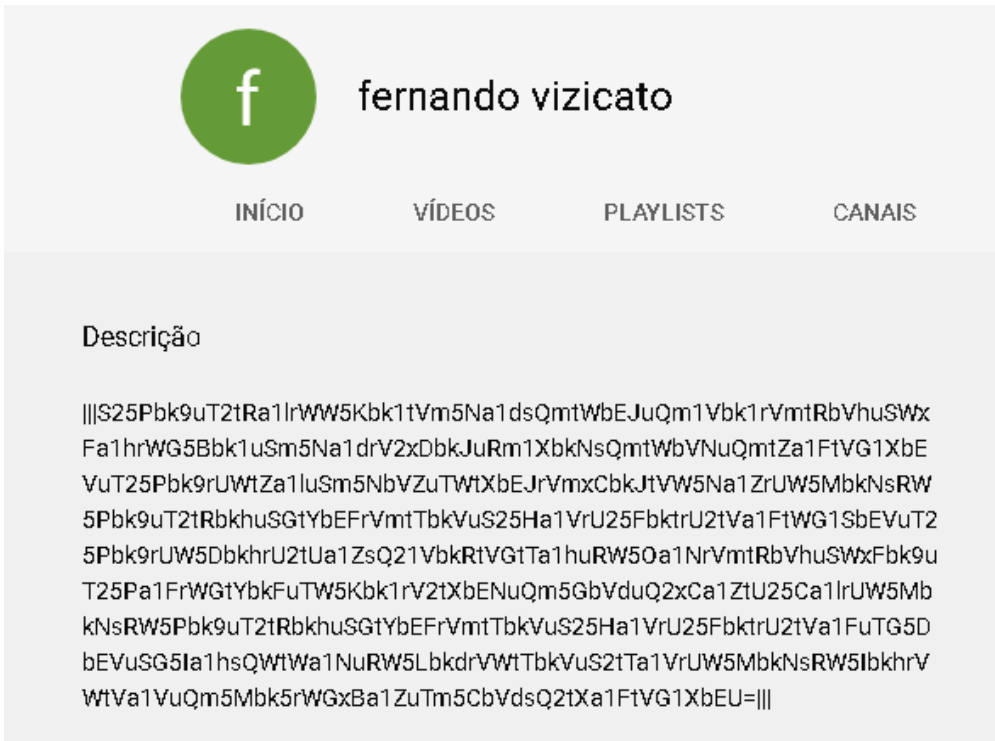 f
fernando vizicato
INÍCIO VÍDEOS PLAYLISTS CANAIS
Descrição
|||S25Pbk9uT2tRa1lrWW5Kbk1tVm5Na1dsQmtWbEJuQm1Vbk1rVmtRbVhuSWx
Fa1hrWG5Bbk1uSm5Na1drV2xDbkJuRm1XbkNsQmtWbVNuQmtZa1FtVG1XbE
VuT25Pbk9rUWtZa1luSm5NbVZuTWtXbEJrVmxCbkJtVW5Na1ZrUW5MbkNsRW
5Pbk9uT2tRbkhuSGtYbEFrVmtTbkVuS25Ha1VrU25FbktrU2tVa1FtWG1SbEVuT2
5Pbk9rUW5DbkhrU2tUa1ZsQ21VbkRtVGtTa1huRW5Oa1NrVmtRbVhuSWxFbk9u
T25Pa1FrWGtYbkFuTW5Kbk1rV2tXbENuQm5GbVduQ2xCa1ZtU25Ca1lrUW5Mb
kNsRW5Pbk9uT2tRbkhuSGtYbEFrVmtTbkVuS25Ha1VrU25FbktrU2tVa1FuTG5D
bEVuSG5Ia1hsQWtWa1NuRW5LbkdrVWtTbkVuS2tTa1VrUW5MbkNsRW5IbkhrV
WtVa1VuQm5Mbk5rWGxBa1ZuTm5CbVdsQ2tXa1FtVG1XbEU=|||